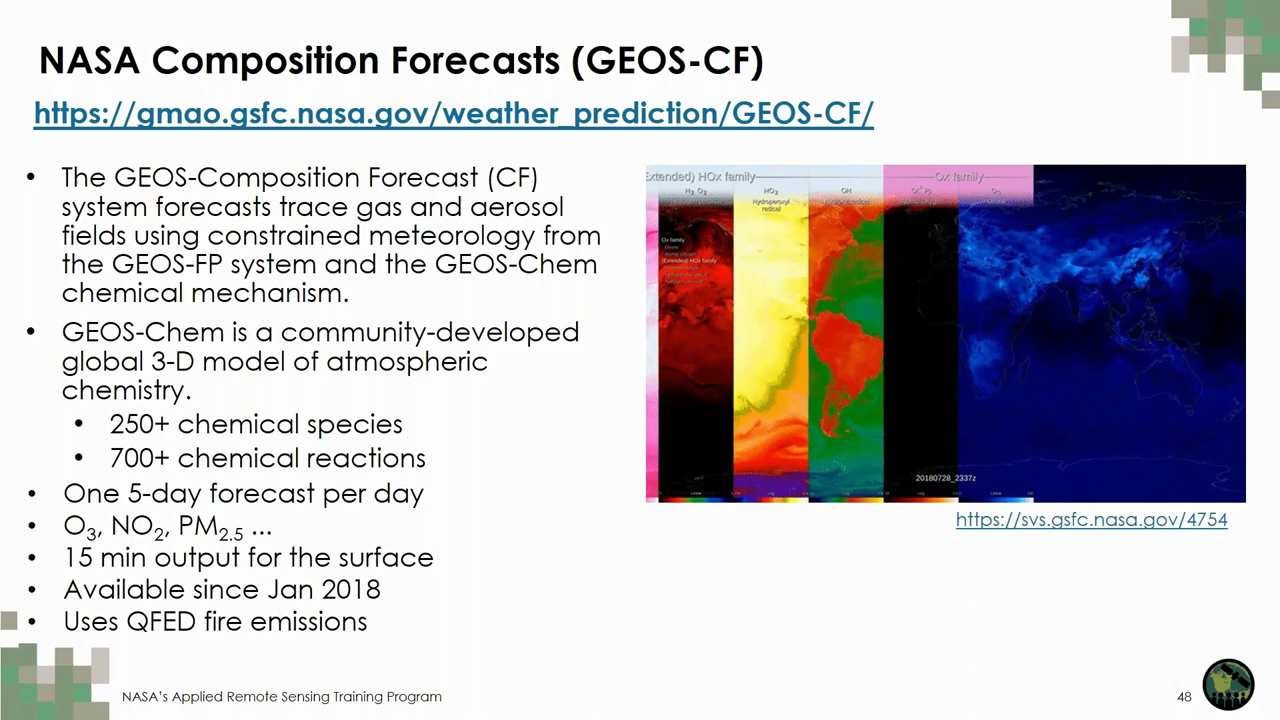 NASA Composition Forecasts (GEOS-CF)
https://gmao.gsfc.nasa.gov/weather_prediction/GEOS-CF/
• The GEOS-Composition Forecast (CF)
system forecasts trace gas and aerosol
fields using constrained meteorology from
the GEOS-FP system and the GEOS-Chem
chemical mechanism.
• GEOS-Chem is a community-developed
global 3-D model of atmospheric
chemistry.
• 250+ chemical species
• 700+ chemical reactions
• One 5-day forecast per day
• O₃, NO₂, PM₂.₅ ...
• 15 min output for the surface
• Available since Jan 2018
• Uses QFED fire emissions
Extended) HOx family
Ox family
H₂ O₂
HO₂
OH
Hydroperoxyl
radical
Ox family
(Extended) HOx family
20180728_2337z
https://svs.gsfc.nasa.gov/4754
NASA's Applied Remote Sensing Training Program
48